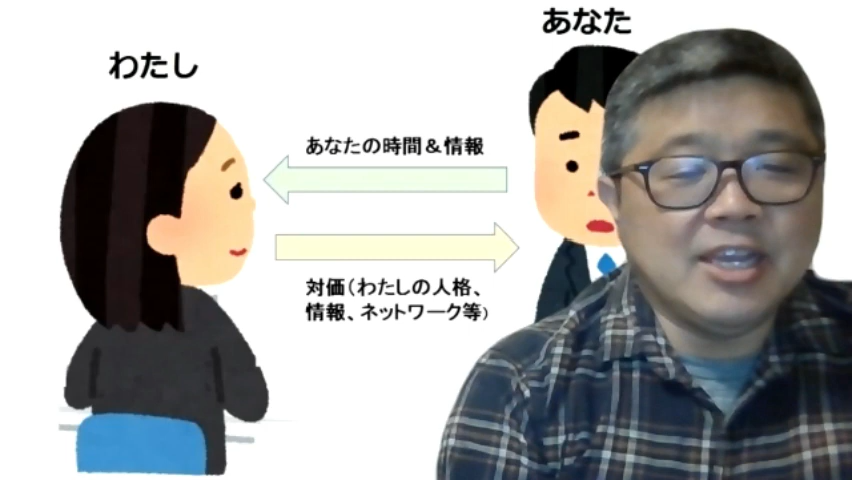 わたし
あなた
あなたの時間＆情報
対価（わたしの人格、
情報、ネットワーク等）